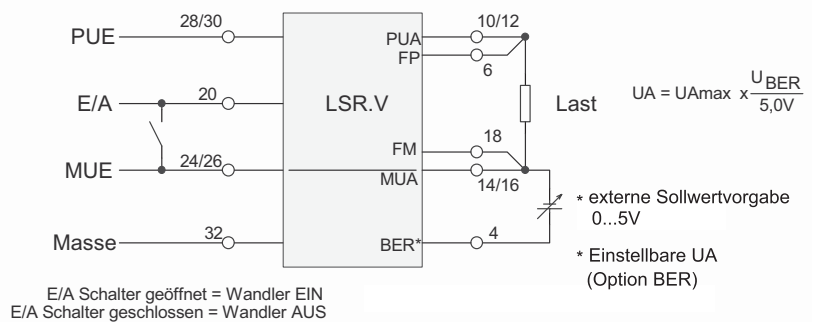 PUE
28/30
E/A
20
MUE
24/26
Masse
32
LSR.V
PUA
FP
FM
MUA
BER*
10/12
6
18
14/16
4
Last
UA = UAmax x U BER
5,0V
* externe Sollwertvorgabe
0...5V
* Einstellbare UA
(Option BER)
E/A Schalter geöffnet = Wandler EIN
E/A Schalter geschlossen = Wandler AUS